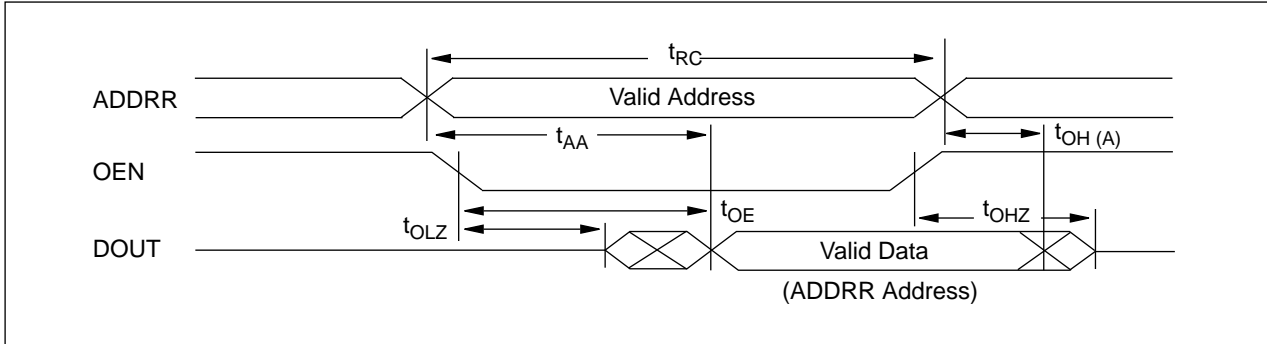 tRC
ADDRR
Valid Address
tAA
tOH (A)
OEN
tOE
tOHZ
tOLZ
DOUT
Valid Data
(ADDRR Address)